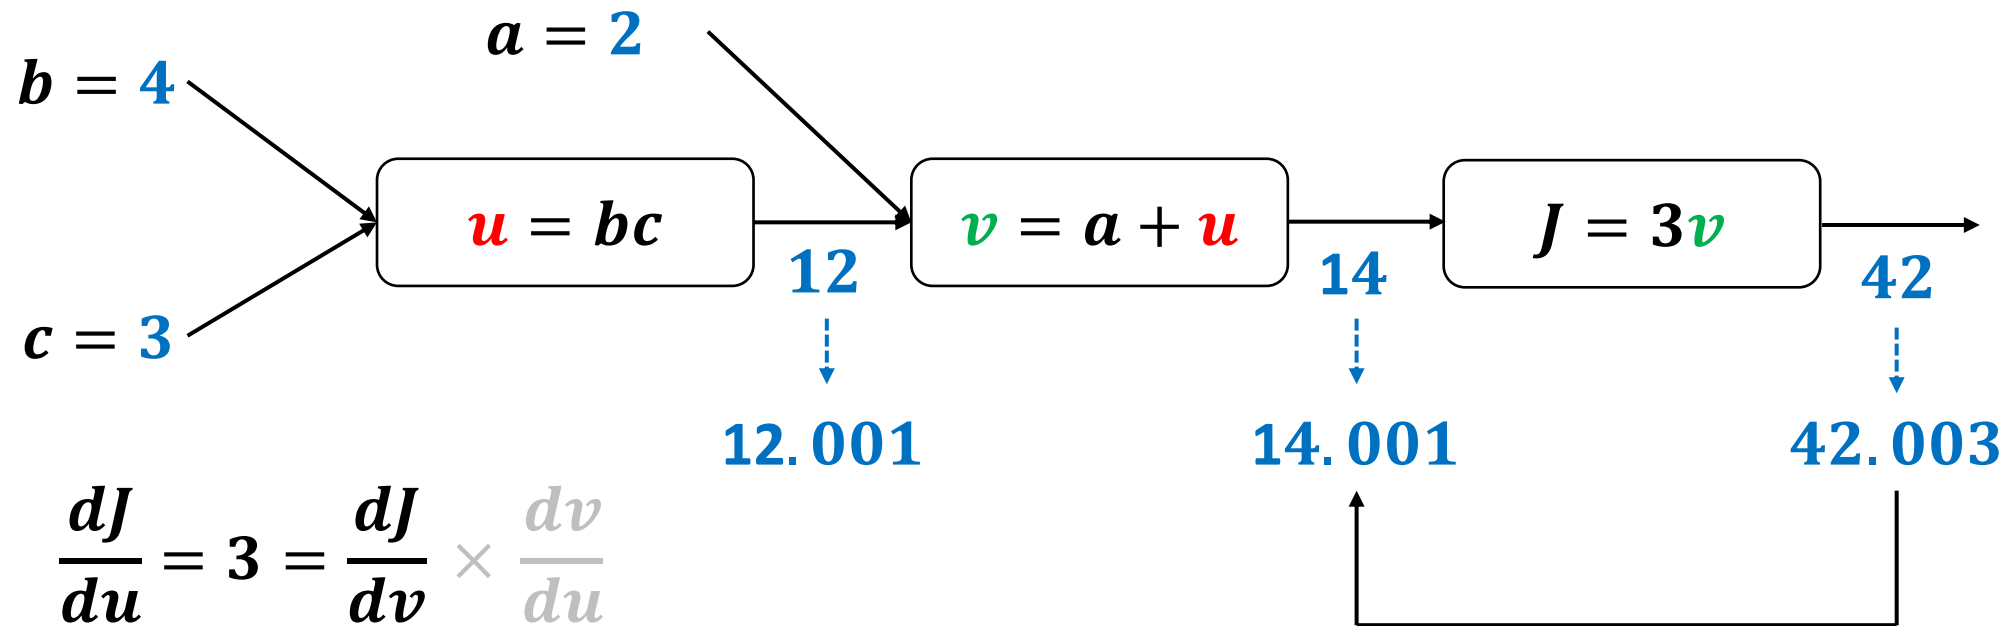 a = 2
b = 4
u = bc
v = a + u
J = 3v
12
14
42
c = 3
12.001
14.001
42.003
dJ/du = 3 = dJ/dv × dv/du